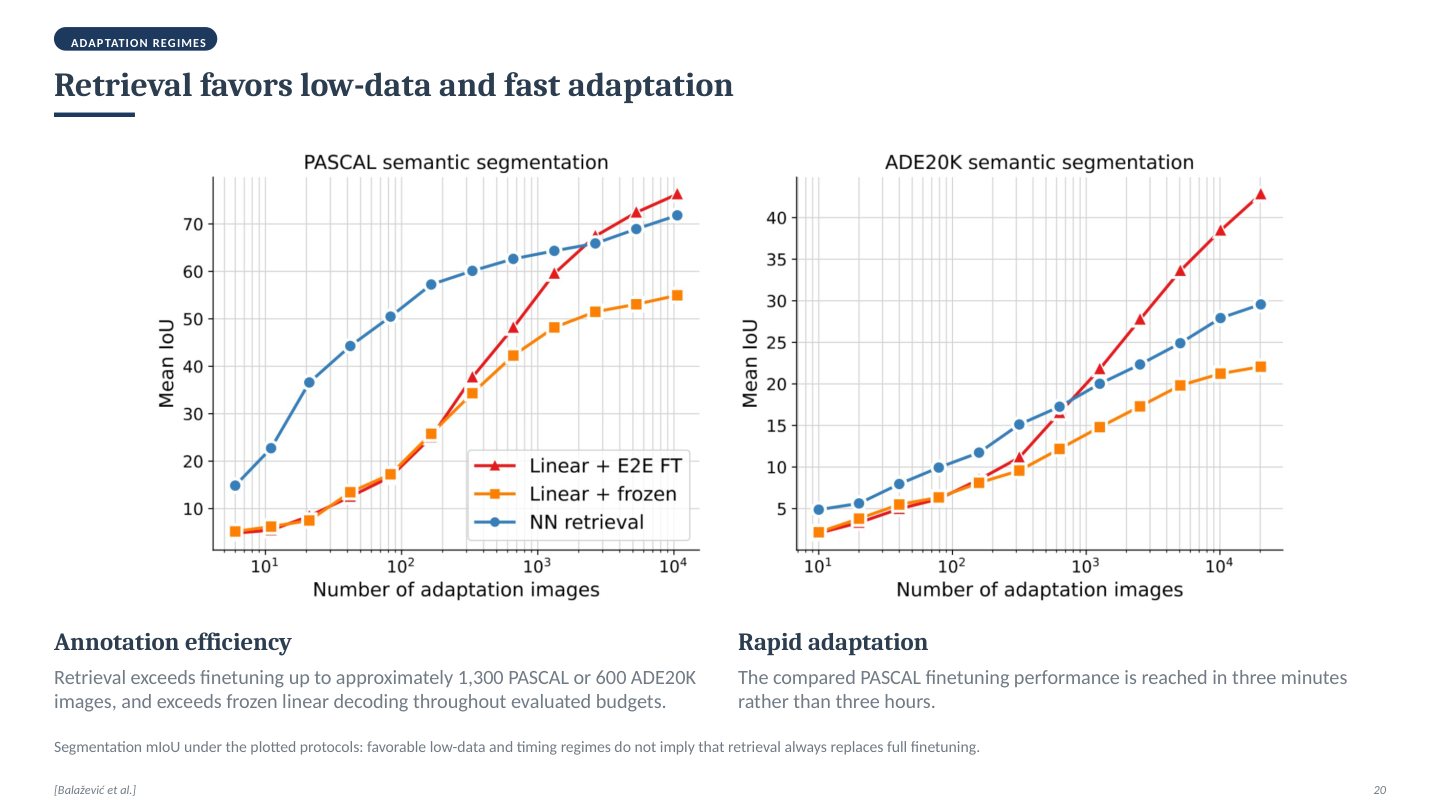 ADAPTATION REGIMES
Retrieval favors low-data and fast adaptation
PASCAL semantic segmentation
70
60
50
40
30
20
10
Mean IoU
Linear + E2E FT
Linear + frozen
NN retrieval
10¹ 10² 10³ 10⁴
Number of adaptation images
ADE20K semantic segmentation
40
35
30
25
20
15
10
5
Mean IoU
10¹ 10² 10³ 10⁴
Number of adaptation images
Annotation efficiency
Retrieval exceeds finetuning up to approximately 1,300 PASCAL or 600 ADE20K
images, and exceeds frozen linear decoding throughout evaluated budgets.
Rapid adaptation
The compared PASCAL finetuning performance is reached in three minutes
rather than three hours.
Segmentation mIoU under the plotted protocols: favorable low-data and timing regimes do not imply that retrieval always replaces full finetuning.
[Balažević et al.]
20